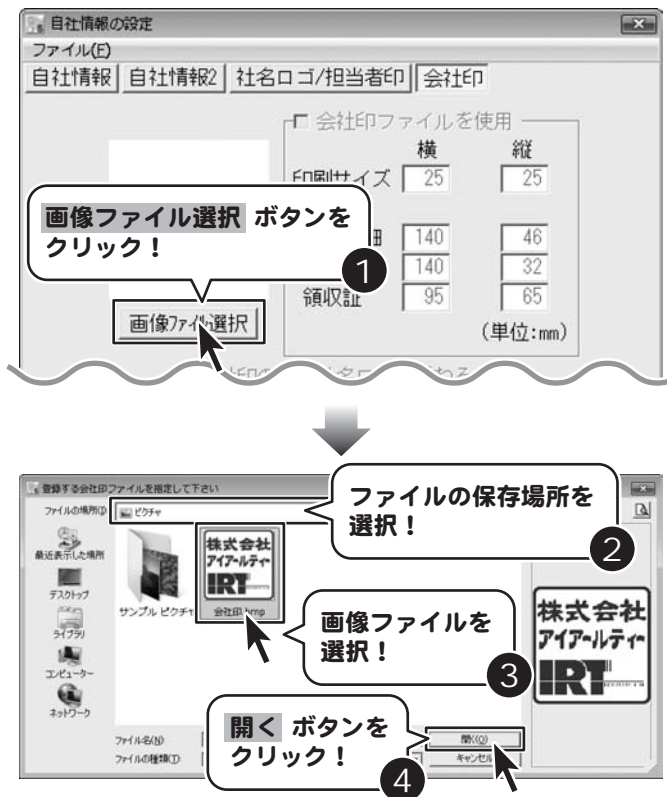 自社情報の設定
ファイル(F)
自社情報 自社情報2 社名ロゴ/担当者印 会社印
会社印ファイルを使用
横 縦
印刷サイズ 25 25
画像ファイル選択 ボタンを
クリック!
1
140 46
140 32
領収証 95 65
(単位:mm)
画像ファイル選択
登録する会社印ファイルを指定して下さい
ファイルの場所(I)
ピクチャ
ファイルの保存場所を
選択!
2
最近表示した場所
デスクトップ
ライブラリ
コンピューター
ネットワーク
サンプル ピクチャ
株式会社
アイアールティー
IRT
会社印.bmp
画像ファイルを
選択!
3
株式会社
アイアールティー
IRT
開く ボタンを
クリック!
4
ファイル名(N)
ファイルの種類(T)
開く(O)
キャンセル